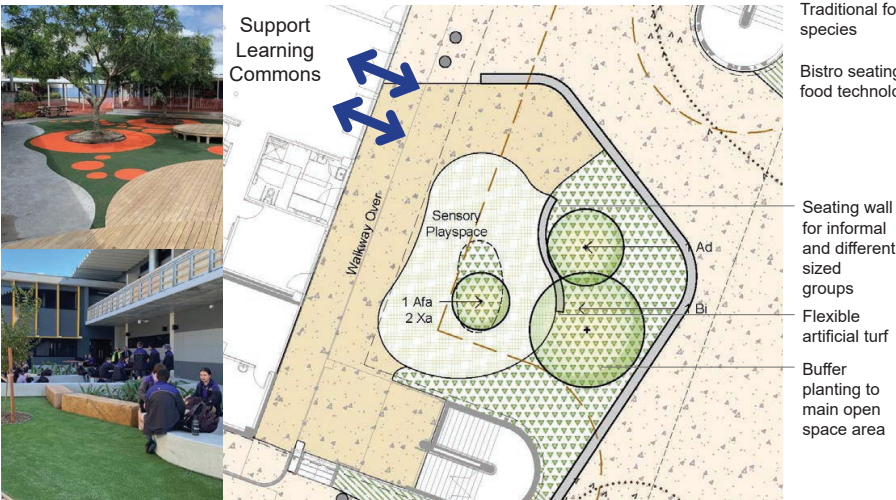 Support
Learning
Commons
Walkway Over
Sensory
Playspace
1 Afa
2 Xa
1 Ad
1 Bi
Traditional
species
Bistro seating
food
Seating wall
for informal
and different
sized
groups
Flexible
artificial turf
Buffer
planting to
main open
space area